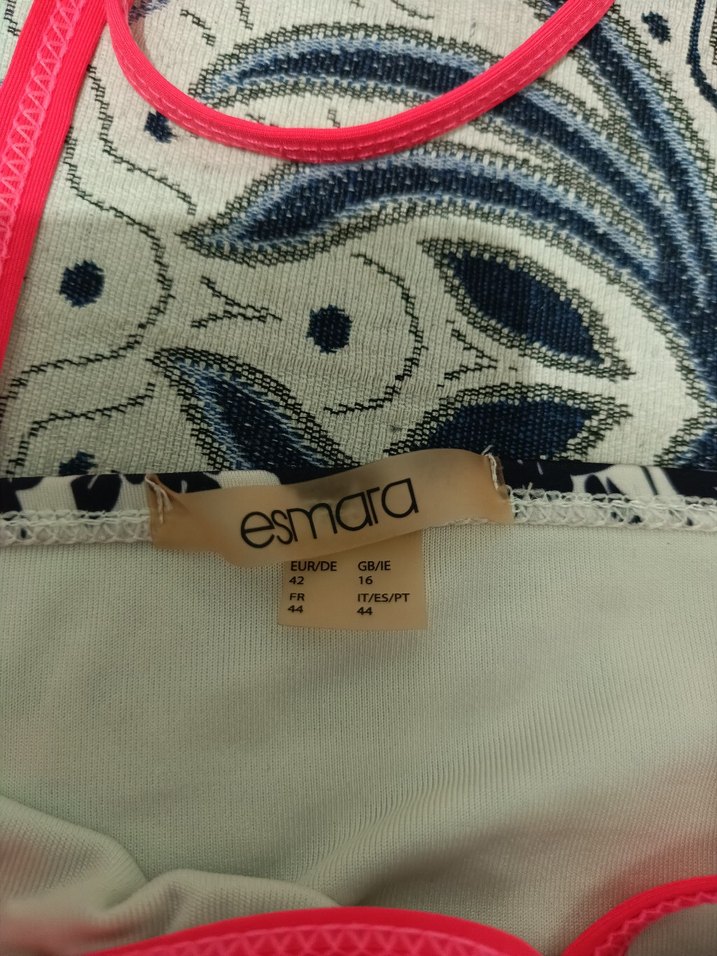 esmara
EUR/DE GB/IE
42 16
FR IT/ES/PT
44 44